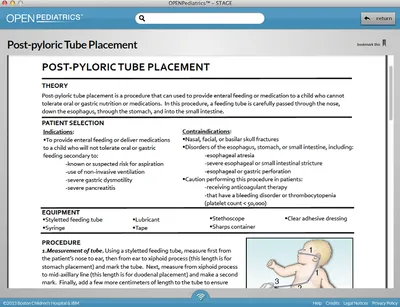 OPENPediatrics™ – STAGE
OPENPEDIATRICS™
return
Post-pyloric Tube Placement
bookmark this
POST-PYLORIC TUBE PLACEMENT
THEORY
Post-pyloric tube placement is a procedure that can used to provide enteral feeding or medication to a child who cannot
tolerate oral or gastric nutrition or medications. In this procedure, a feeding tube is carefully passed through the nose,
down the esophagus, through the stomach, and into the small intestine.
PATIENT SELECTION
Indications:
•To provide enteral feeding or deliver medications
to a child who will not tolerate oral or gastric
feeding secondary to:
-known or suspected risk for aspiration
-use of non-invasive ventilation
-severe gastric dysmotility
-severe pancreatitis
Contraindications:
•Nasal, facial, or basilar skull fractures
•Disorders of the esophagus, stomach, or small intestine, including:
-esophageal atresia
-severe esophageal or small intestinal stricture
-esophageal or gastric perforation
•Caution performing this procedure in patients:
-receiving anticoagulant therapy
-that have a bleeding disorder or thrombocytopenia
(platelet count < 50,000)
EQUIPMENT
•Styletted feeding tube
•Lubricant
•Stethoscope
•Clear adhesive dressing
•Syringe
•Tape
•Sharps container
PROCEDURE
1.Measurement of tube. Using a styletted feeding tube, measure first from
the patient's nose to ear, then from ear to xiphoid process (this length is for
stomach placement) and mark the tube. Next, measure from xiphoid process
to mid-axillary line (this length is for duodenal placement) and make a second
mark. Finally, add a few more centimeters of length to the tube to ensure
1
2
3
©2013 Boston Children's Hospital & IBM
Help
Credits
Legal Notices
Privacy Policy